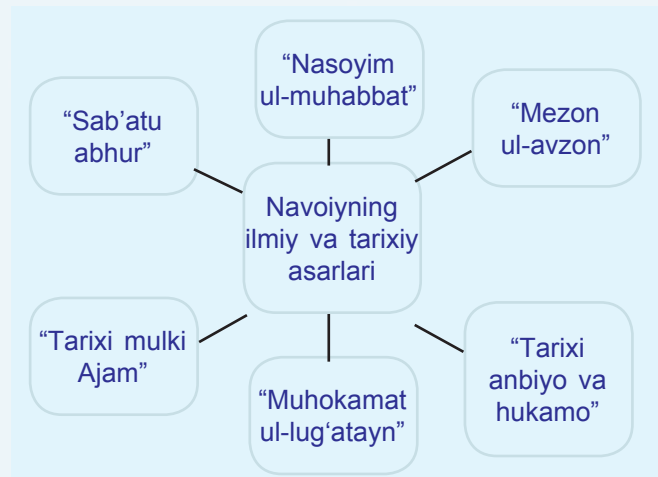 “Nasoyim
ul-muhabbat”
“Sab’atu
abhur”
“Mezon
ul-avzon”
Navoiyning
ilmiy va tarixiy
asarlari
“Tarixi mulki
Ajam”
“Muhokamat
ul-lug‘atayn”
“Tarixi
anbiyo va
hukamo”